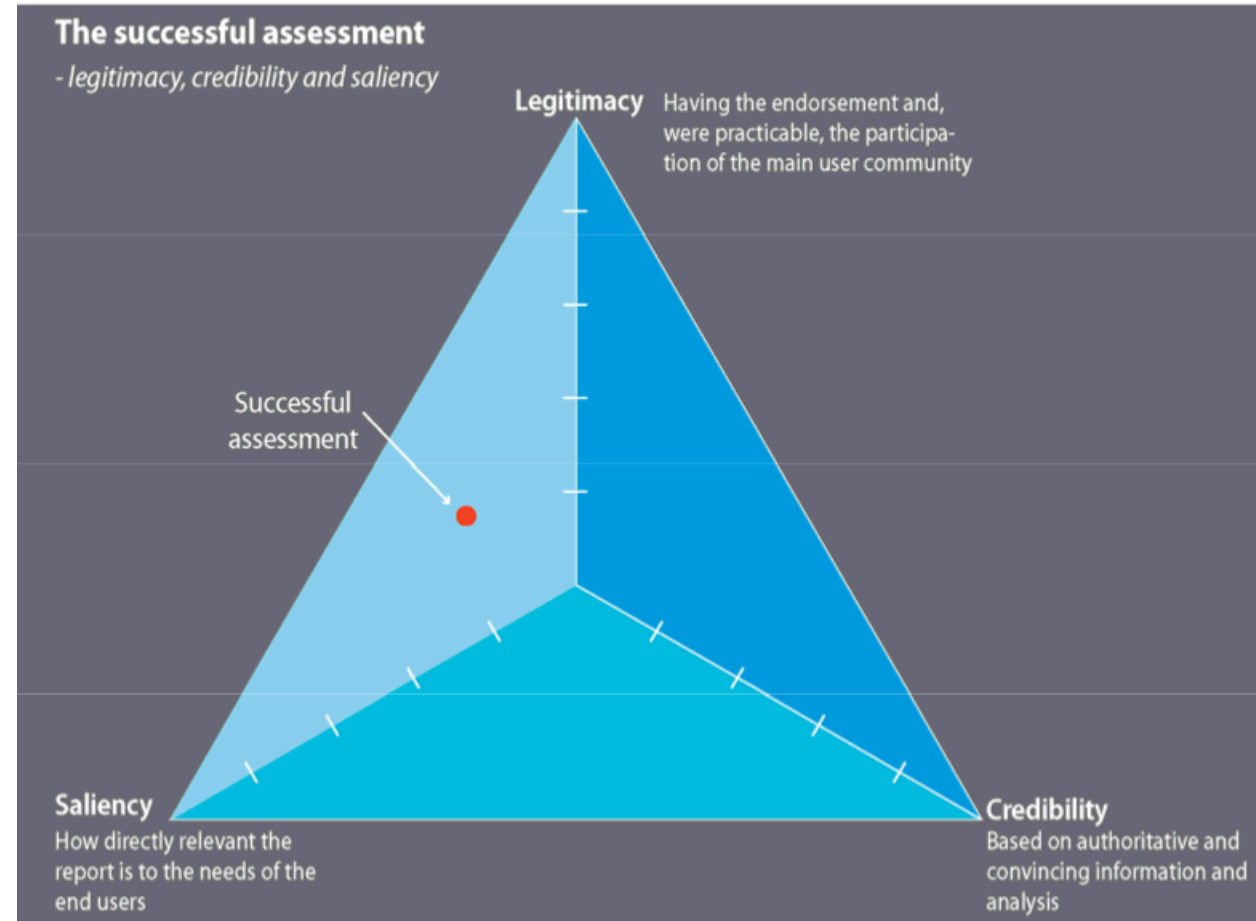 The successful assessment
- legitimacy, credibility and saliency
Legitimacy
Having the endorsement and,
were practicable, the participa-
tion of the main user community
Successful
assessment
Saliency
How directly relevant the
report is to the needs of the
end users
Credibility
Based on authoritative and
convincing information and
analysis